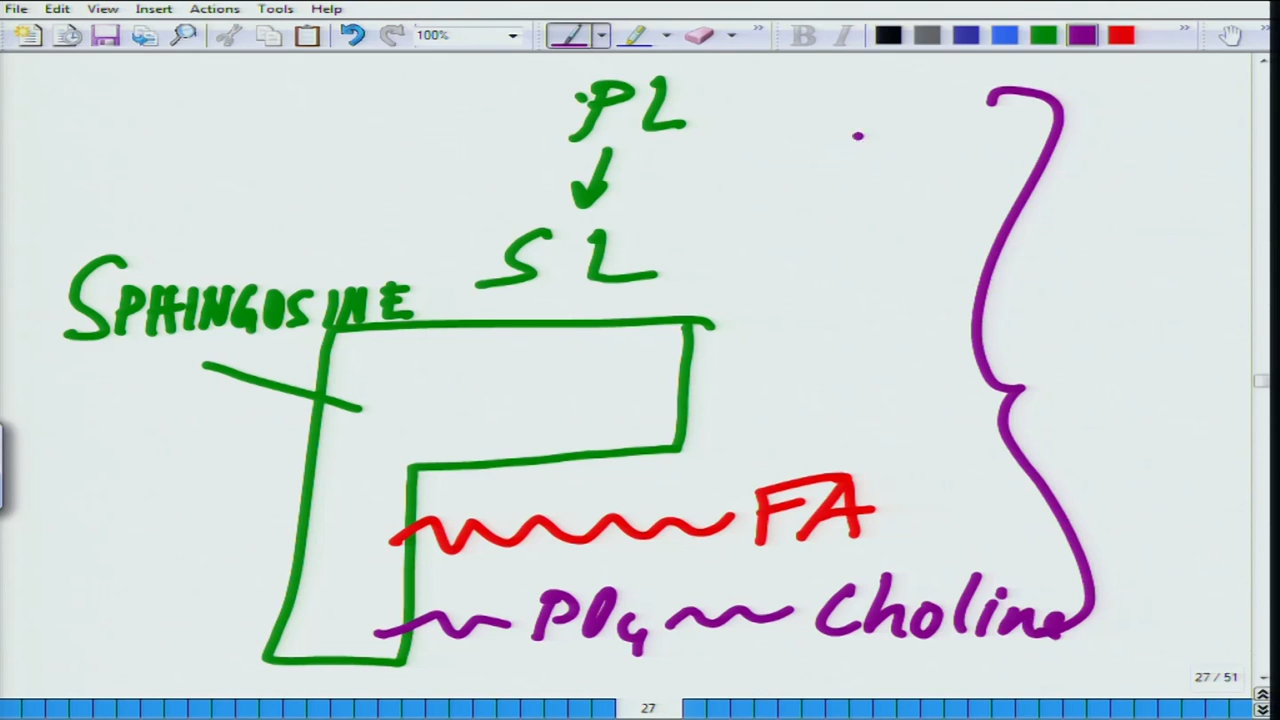 File Edit View Insert Actions Tools Help
100%
B I
PL
SL
SPHINGOSINE
FA
PO4 Choline
27 / 51
27